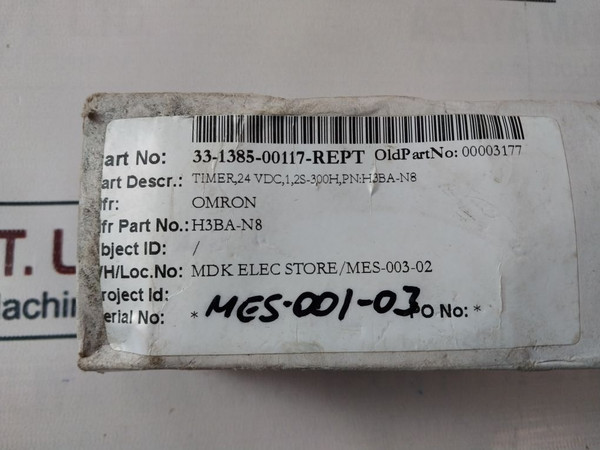 art No: 33-1385-00117-REPT OldPartNo: 00003177
art Descr.: TIMER,24 VDC,1,2S-300H,PN:H3BA-N8
fr: OMRON
fr Part No.: H3BA-N8
bject ID: /
H/Loc.No: MDK ELEC STORE/MES-003-02
roject Id:
erial No: * MES-001-03 PO No: *
T. U
achin